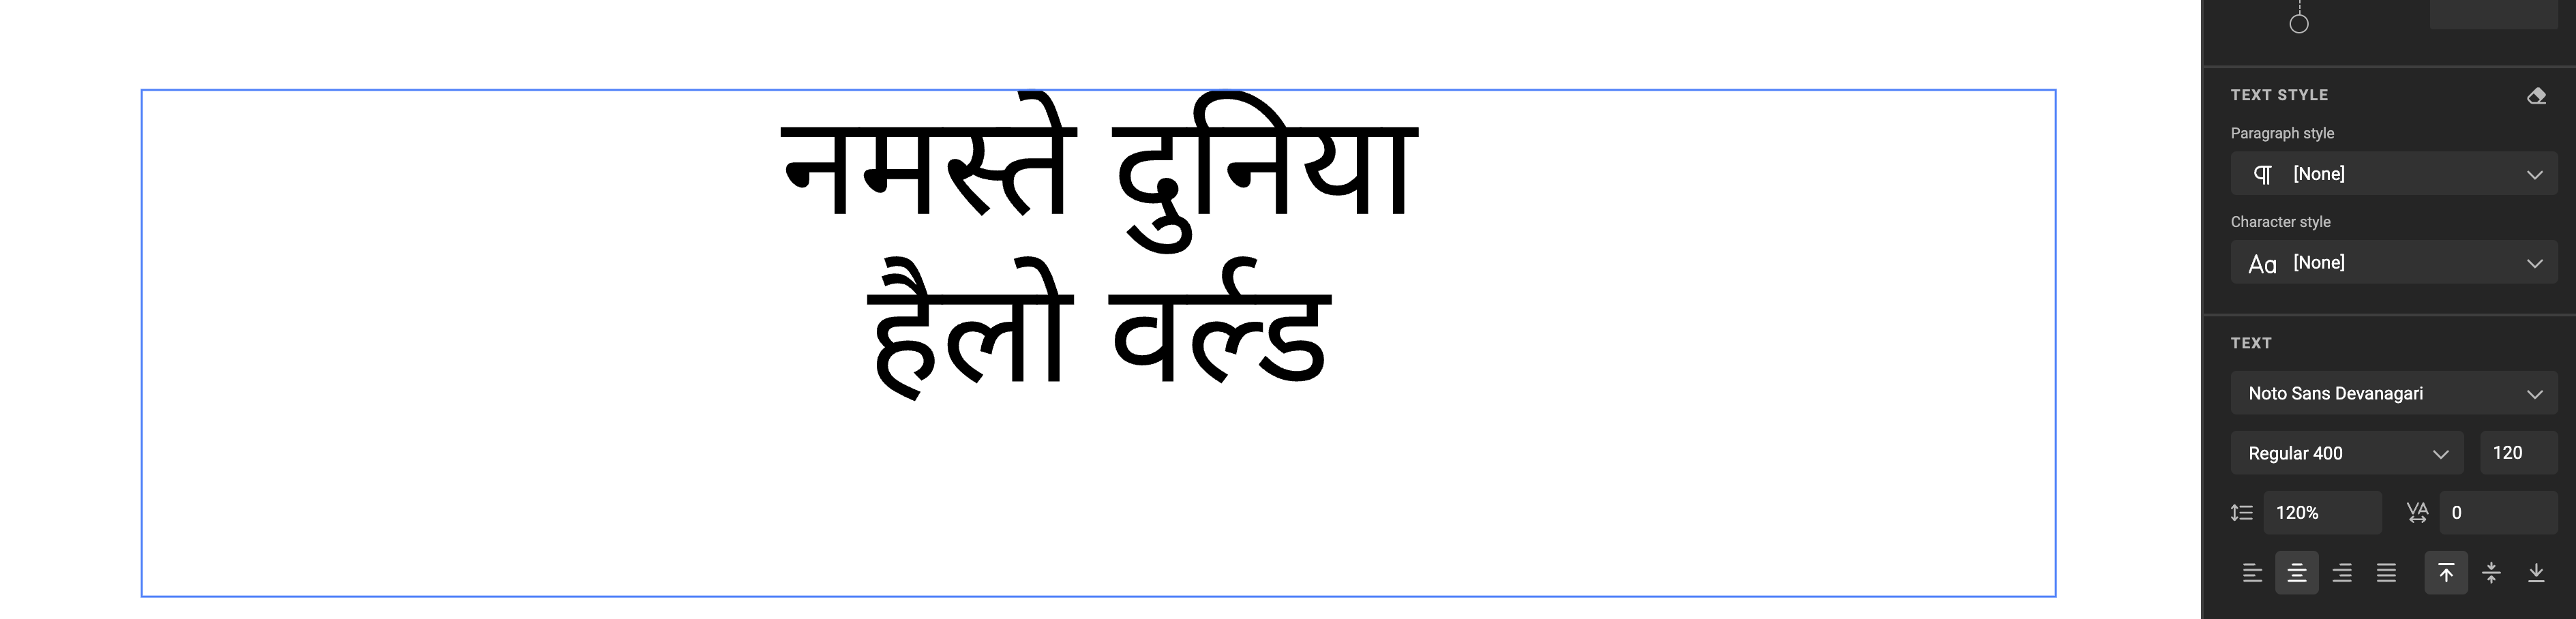 नमस्ते दुनिया
हैलो वर्ल्ड
TEXT STYLE
Paragraph style
[None]
Character style
Aa [None]
TEXT
Noto Sans Devanagari
Regular 400 120
120% VA 0